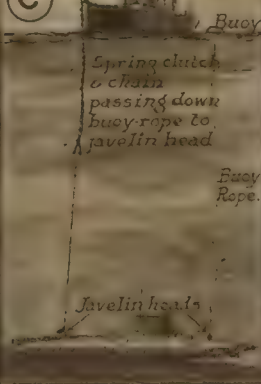 C
Buoy
Spring clutch
& chain
passing down
buoy-rope to
javelin head
Buoy
Rope.
Javelin heads